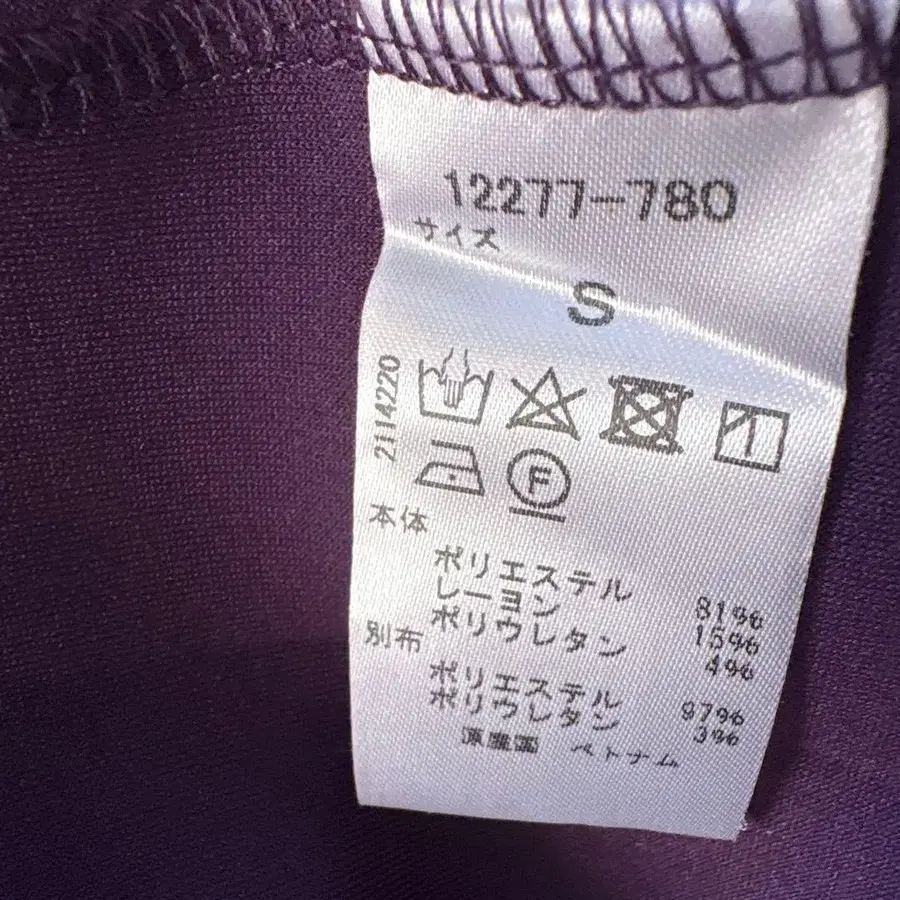 12277-780
サイズ
S
2114220
F
本体
ポリエステル 81%
レーヨン 15%
ポリウレタン 4%
別布
ポリエステル 97%
ポリウレタン 3%
原産国 ベトナム